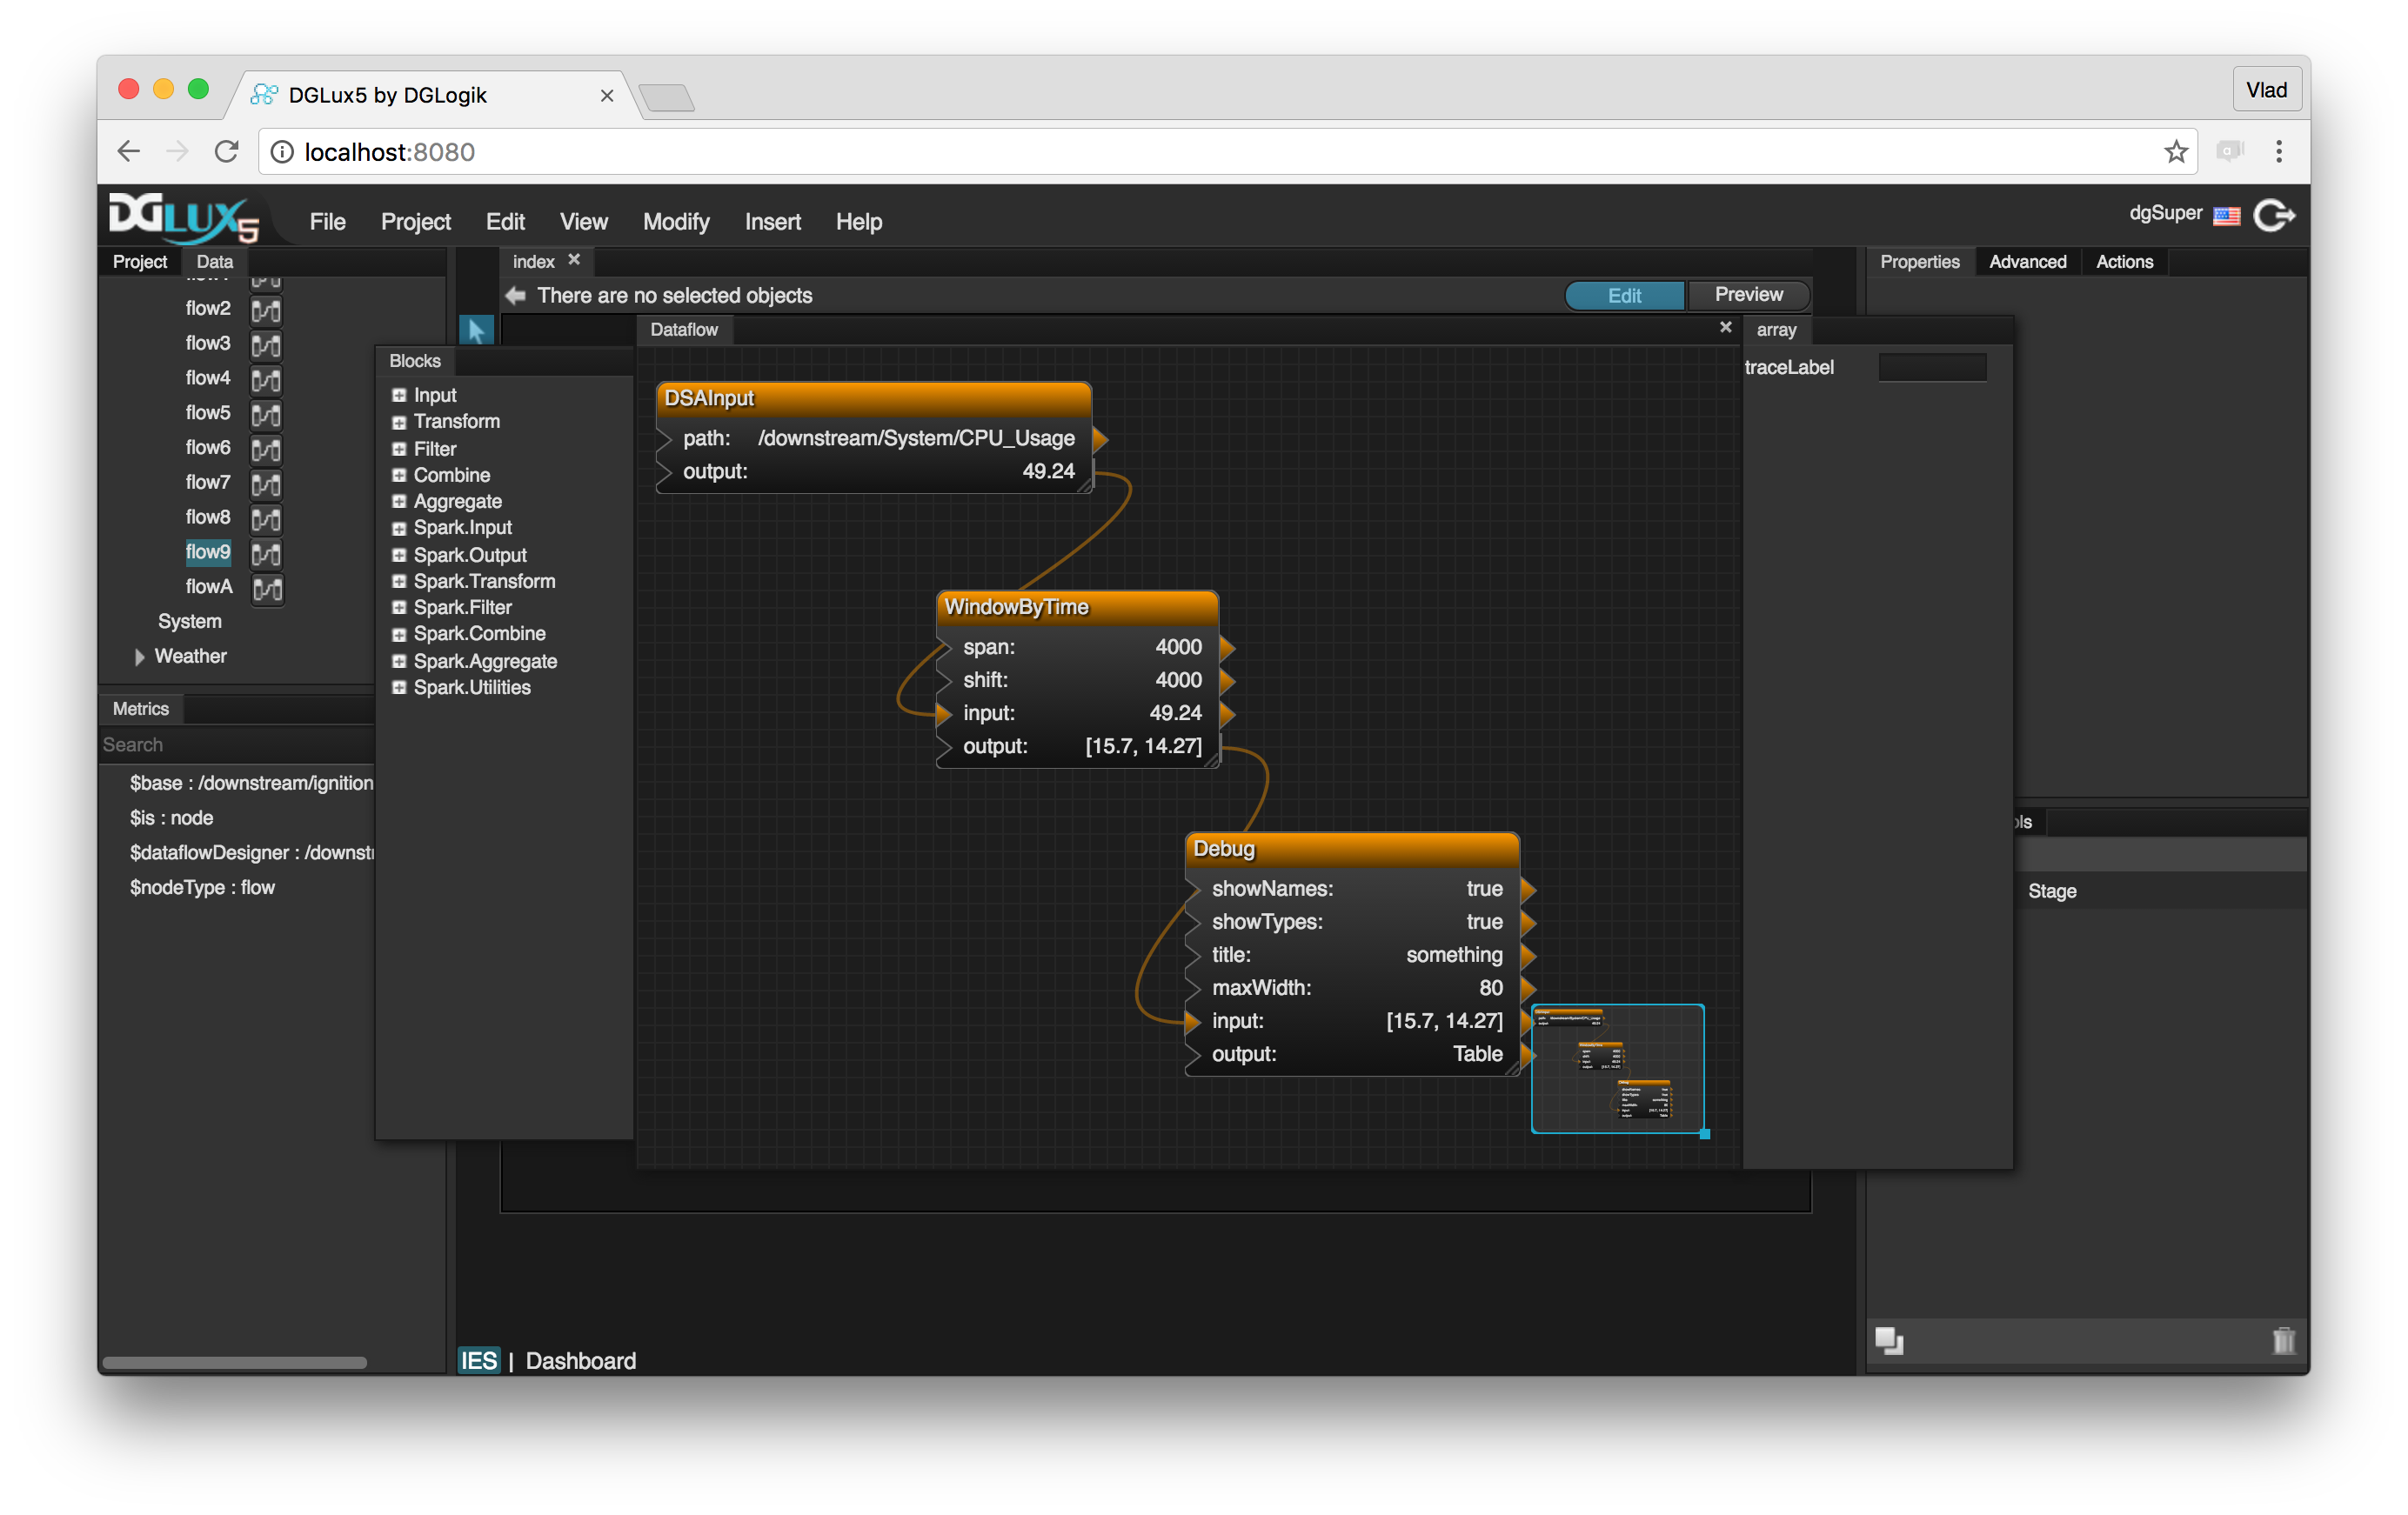 DGLux5 by DGLogik
Vlad
localhost:8080
DGLUX5
File Project Edit View Modify Insert Help
dgSuper
Project Data
flow2
flow3
flow4
flow5
flow6
flow7
flow8
flow9
flowA
System
Weather
Metrics
Search
$base : /downstream/ignition
$is : node
$dataflowDesigner : /downst
$nodeType : flow
index
There are no selected objects
Edit Preview
Blocks
Input
Transform
Filter
Combine
Aggregate
Spark.Input
Spark.Output
Spark.Transform
Spark.Filter
Spark.Combine
Spark.Aggregate
Spark.Utilities
Dataflow
DSAInput
path: /downstream/System/CPU_Usage
output: 49.24
WindowByTime
span: 4000
shift: 4000
input: 49.24
output: [15.7, 14.27]
Debug
showNames: true
showTypes: true
title: something
maxWidth: 80
input: [15.7, 14.27]
output: Table
array
traceLabel
Properties Advanced Actions
Stage
IES | Dashboard